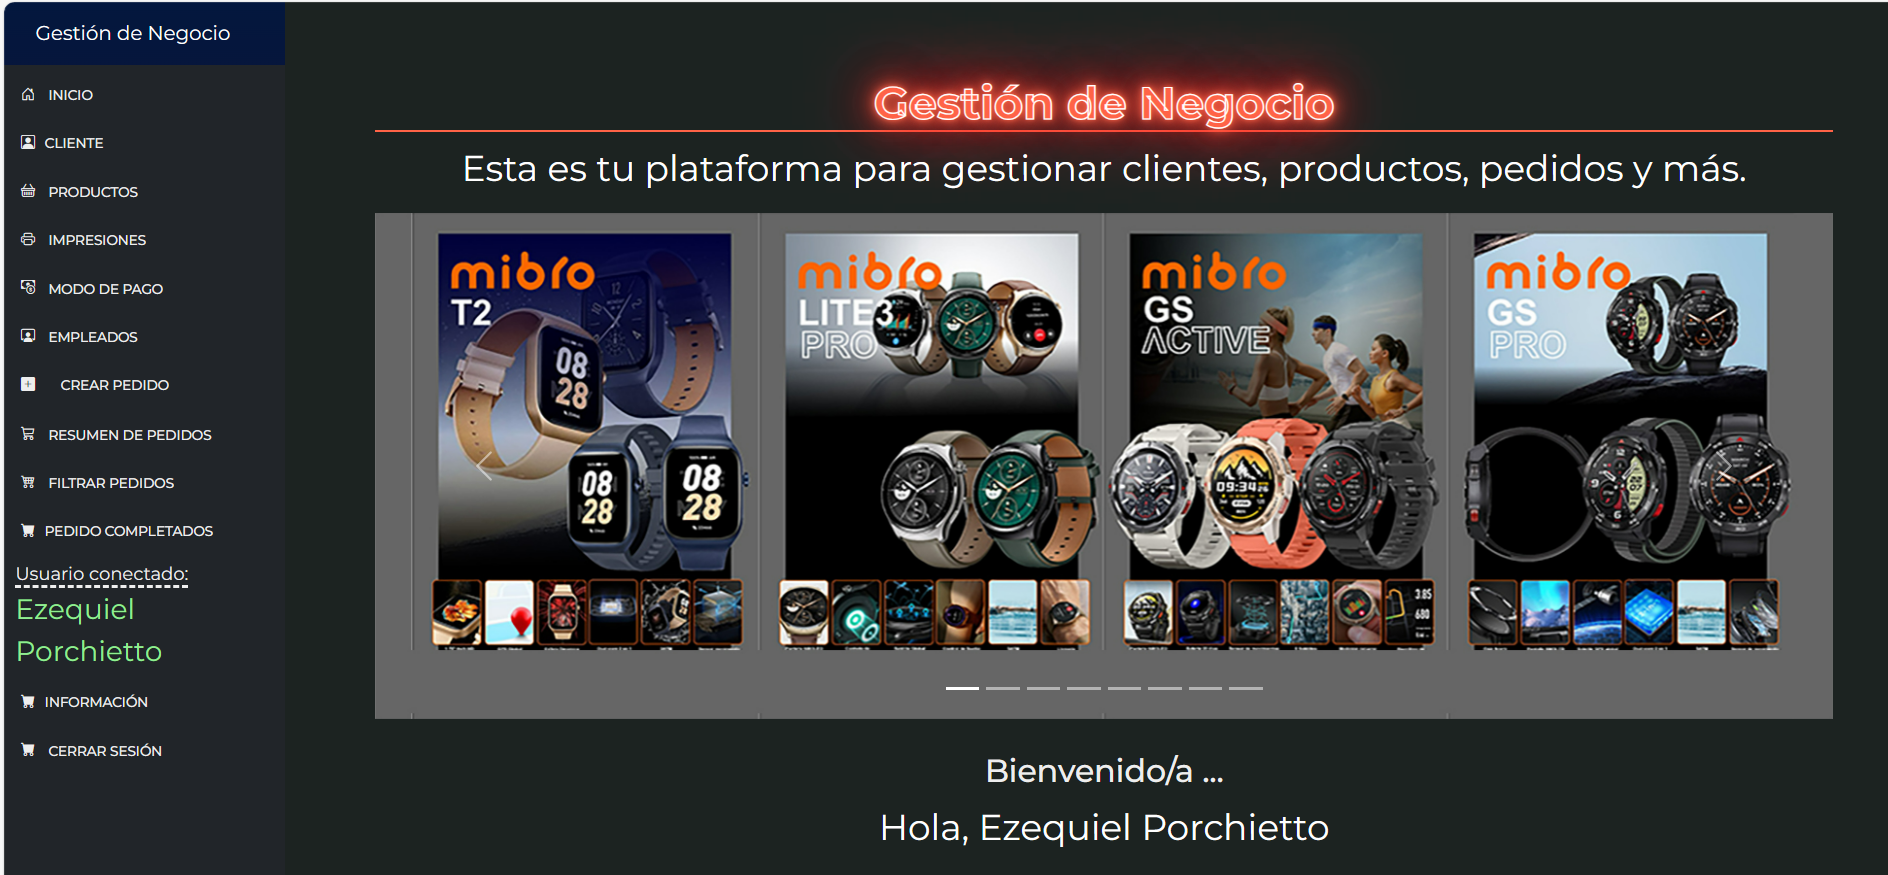 Gestión de Negocio
INICIO
CLIENTE
PRODUCTOS
IMPRESIONES
MODO DE PAGO
EMPLEADOS
CREAR PEDIDO
RESUMEN DE PEDIDOS
FILTRAR PEDIDOS
PEDIDO COMPLETADOS
Usuario conectado:
Ezequiel
Porchietto
INFORMACIÓN
CERRAR SESIÓN
Gestión de Negocio
Esta es tu plataforma para gestionar clientes, productos, pedidos y más.
mibro
T2
08
28
08
28
08
28
mibro
LITE3
PRO
mibro
GS
ACTIVE
09:34
3.85
680
mibro
GS
PRO
Bienvenido/a ...
Hola, Ezequiel Porchietto